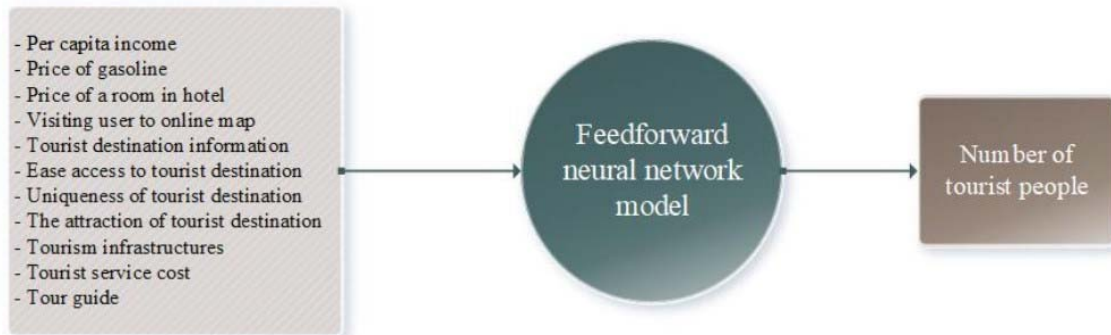 - Per capita income
- Price of gasoline
- Price of a room in hotel
- Visiting user to online map
- Tourist destination information
- Ease access to tourist destination
- Uniqueness of tourist destination
- The attraction of tourist destination
- Tourism infrastructures
- Tourist service cost
- Tour guide
Feedforward
neural network
model
Number of
tourist people